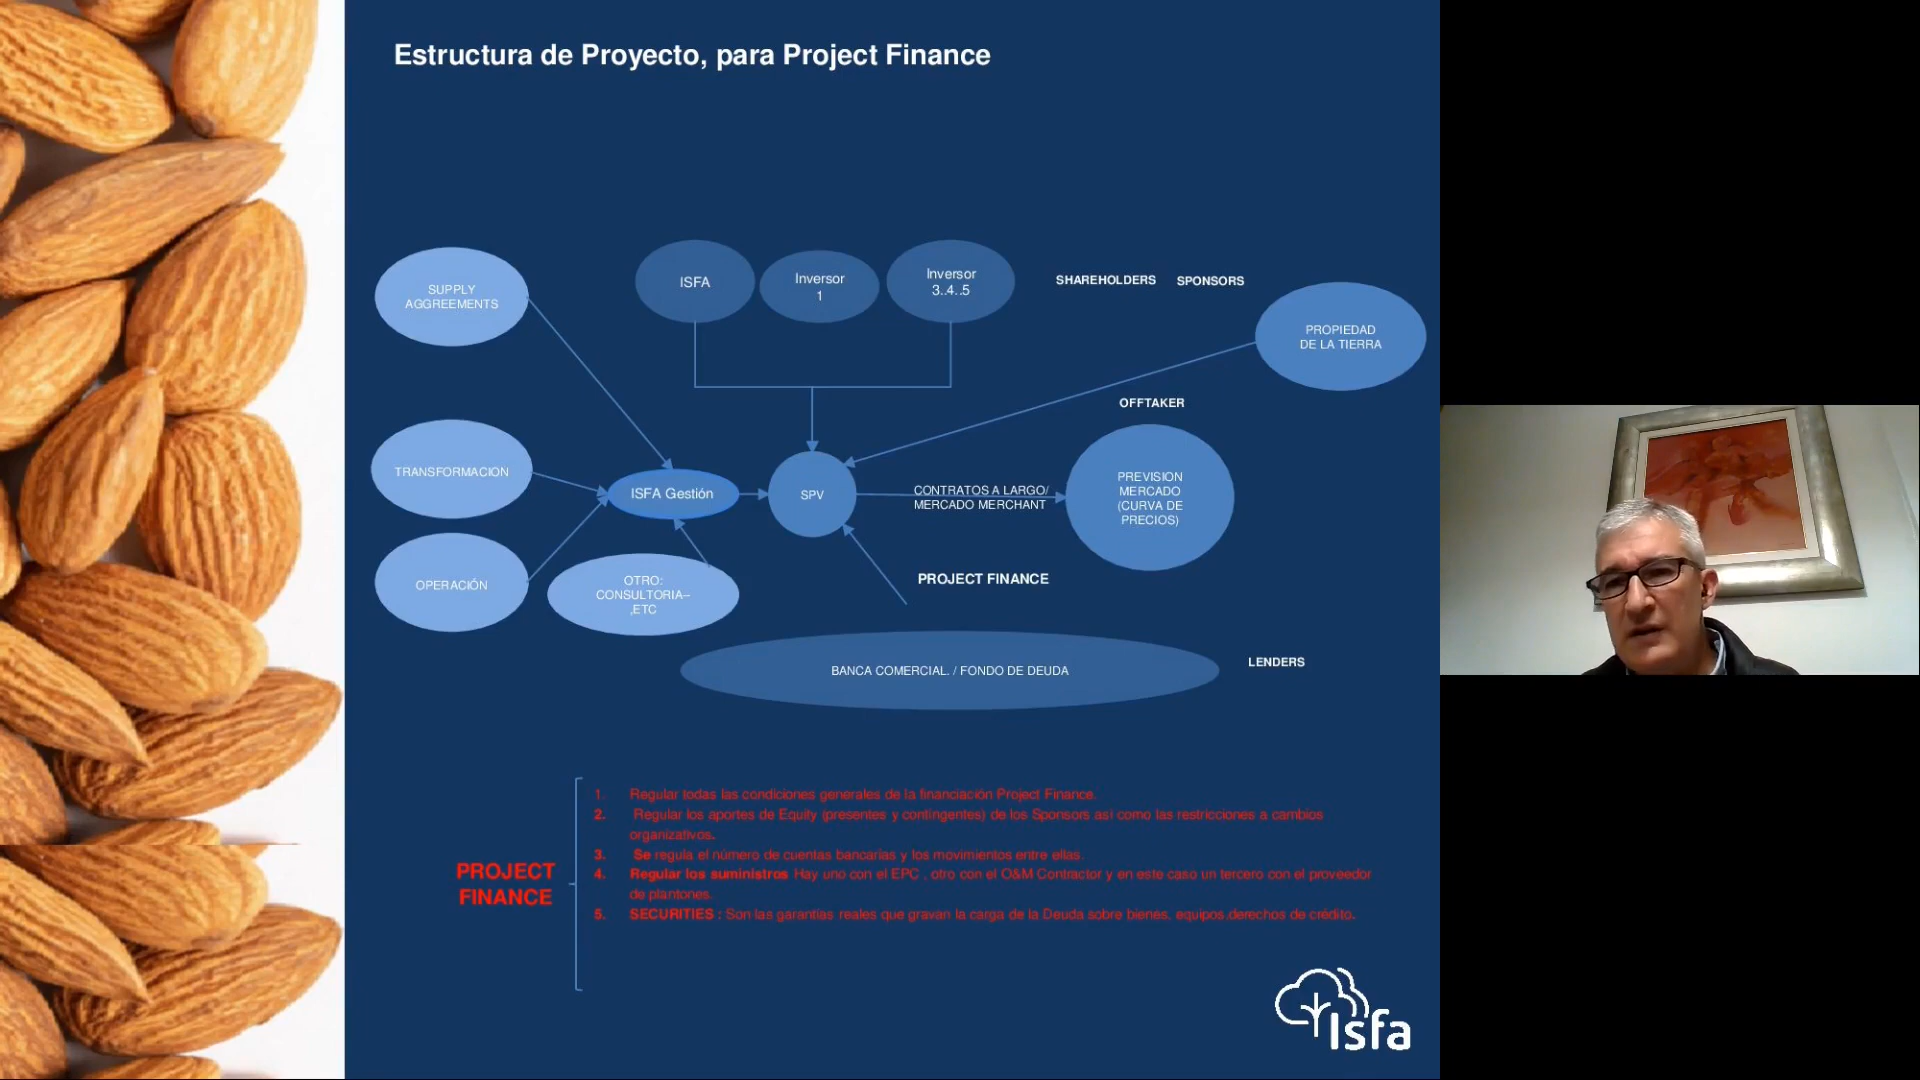 Estructura de Proyecto, para Project Finance
SUPPLY
AGGREEMENTS
ISFA
Inversor
1
Inversor
3..4..5
SHAREHOLDERS
SPONSORS
PROPIEDAD
DE LA TIERRA
OFFTAKER
TRANSFORMACION
ISFA Gestión
SPV
CONTRATOS A LARGO/
MERCADO MERCHANT
PREVISION
MERCADO
(CURVA DE
PRECIOS)
OPERACIÓN
OTRO:
CONSULTORIA--
,ETC
PROJECT FINANCE
BANCA COMERCIAL. / FONDO DE DEUDA
LENDERS
PROJECT
FINANCE
1. Regular todas las condiciones generales de la financiación Project Finance.
2. Regular los aportes de Equity (presentes y contingentes) de los Sponsors así como las restricciones a cambios
organizativos.
3. Se regula el número de cuentas bancarias y los movimientos entre ellas.
4. Regular los suministros Hay uno con el EPC , otro con el O&M Contractor y en este caso un tercero con el proveedor
de plantones.
5. SECURITIES : Son las garantías reales que gravan la carga de la Deuda sobre bienes, equipos,derechos de crédito.
Isfa